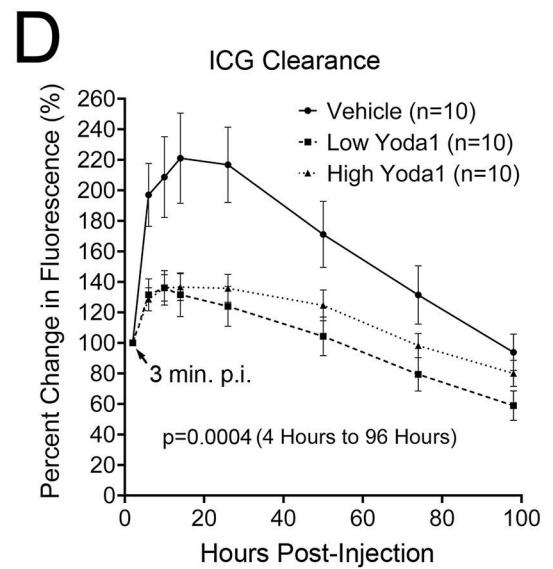 D
ICG Clearance
Percent Change in Fluorescence (%)
260
240
220
200
180
160
140
120
100
80
60
40
20
0
Vehicle (n=10)
Low Yoda1 (n=10)
High Yoda1 (n=10)
3 min. p.i.
p=0.0004 (4 Hours to 96 Hours)
0 20 40 60 80 100
Hours Post-Injection